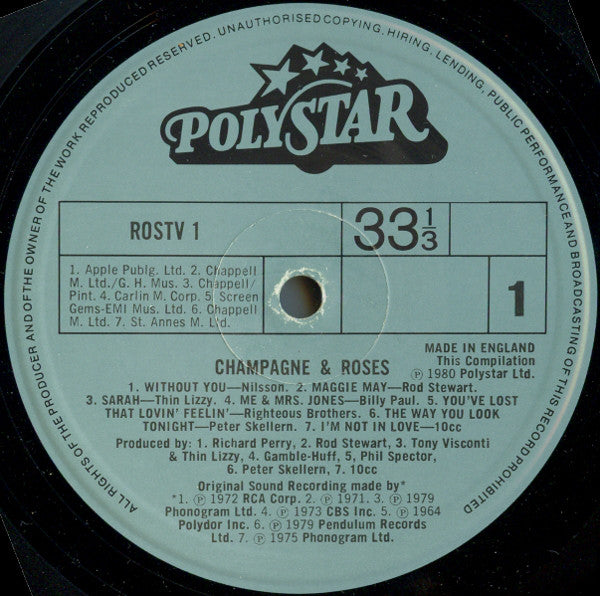 ALL RIGHTS OF THE PRODUCER AND OF THE OWNER OF THE WORK REPRODUCED RESERVED. UNAUTHORISED COPYING, HIRING, LENDING, PUBLIC PERFORMANCE AND BROADCASTING OF THIS RECORD PROHIBITED
POLYSTAR
ROSTV 1
33 1/3
1. Apple Publg. Ltd. 2. Chappell
M. Ltd./G. H. Mus. 3. Chappell/
Pint. 4. Carlin M. Corp. 5. Screen
Gems-EMI Mus. Ltd. 6. Chappell
M. Ltd. 7. St. Annes M. Ltd.
1
MADE IN ENGLAND
This Compilation
℗ 1980 Polystar Ltd.
CHAMPAGNE & ROSES
1. WITHOUT YOU—Nilsson. 2. MAGGIE MAY—Rod Stewart.
3. SARAH—Thin Lizzy. 4. ME & MRS. JONES—Billy Paul. 5. YOU'VE LOST
THAT LOVIN' FEELIN'—Righteous Brothers. 6. THE WAY YOU LOOK
TONIGHT—Peter Skellern. 7. I'M NOT IN LOVE—10cc
Produced by: 1. Richard Perry, 2. Rod Stewart, 3. Tony Visconti
& Thin Lizzy, 4. Gamble-Huff, 5, Phil Spector,
6. Peter Skellern, 7. 10cc
Original Sound Recording made by*
*1. ℗ 1972 RCA Corp. 2. ℗ 1971. 3. ℗ 1979
Phonogram Ltd. 4. ℗ 1973 CBS Inc. 5. ℗ 1964
Polydor Inc. 6. ℗ 1979 Pendulum Records
Ltd. 7. ℗ 1975 Phonogram Ltd.